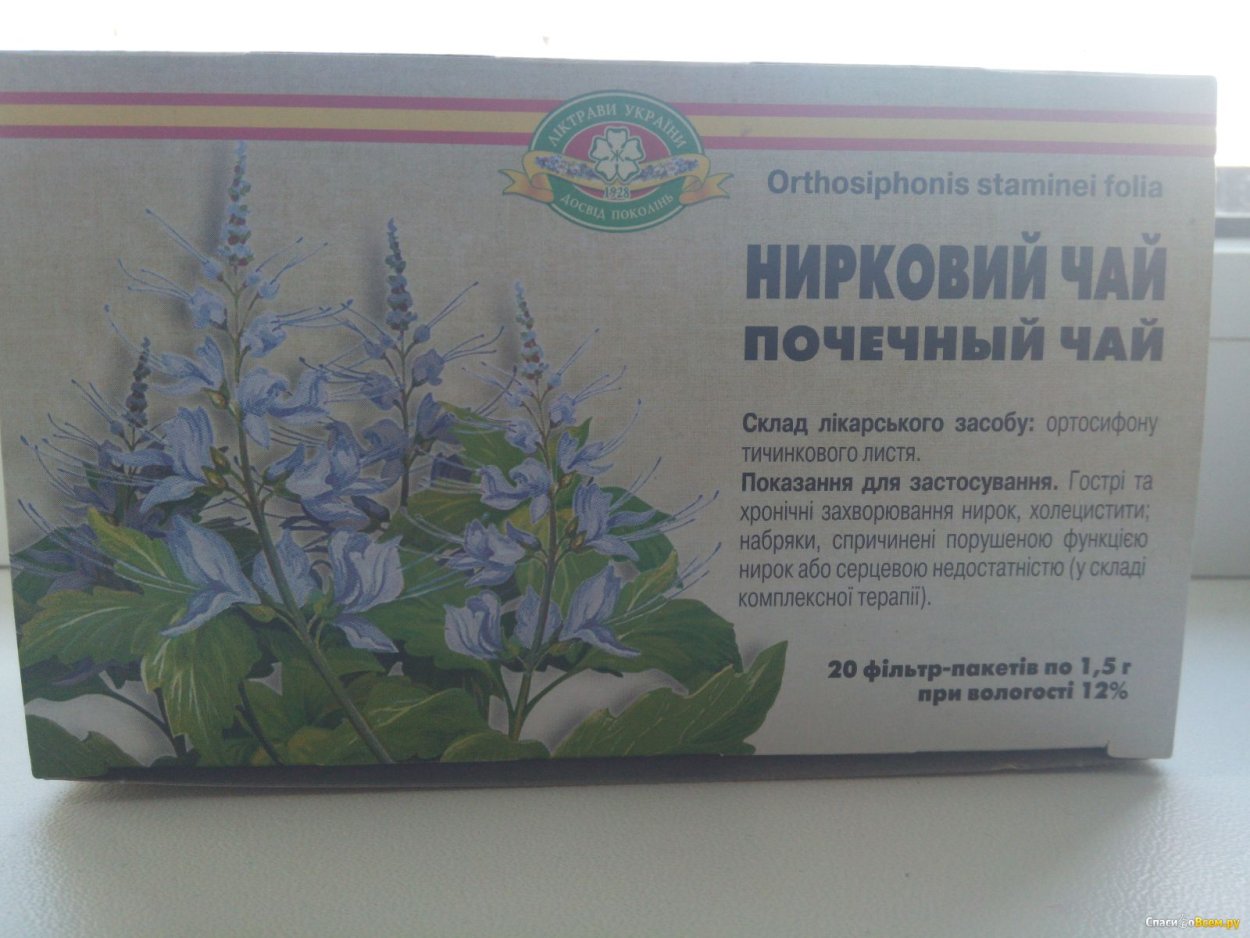 ЛІКТРАВИ УКРАЇНИ
Ж
1928
ДОСВІД ПОКОЛІНЬ
Orthosiphonis staminei folia
НИРКОВИЙ ЧАЙ
ПОЧЕЧНЫЙ ЧАЙ
Склад лікарського засобу: ортосифону
тичинкового листя.
Показання для застосування. Гострі та
хронічні захворювання нирок, холецистити;
набряки, спричинені порушеною функцією
нирок або серцевою недостатністю (у складі
комплексної терапії).
20 фільтр-пакетів по 1,5 г
при вологості 12%
СпасибоВсем.ру